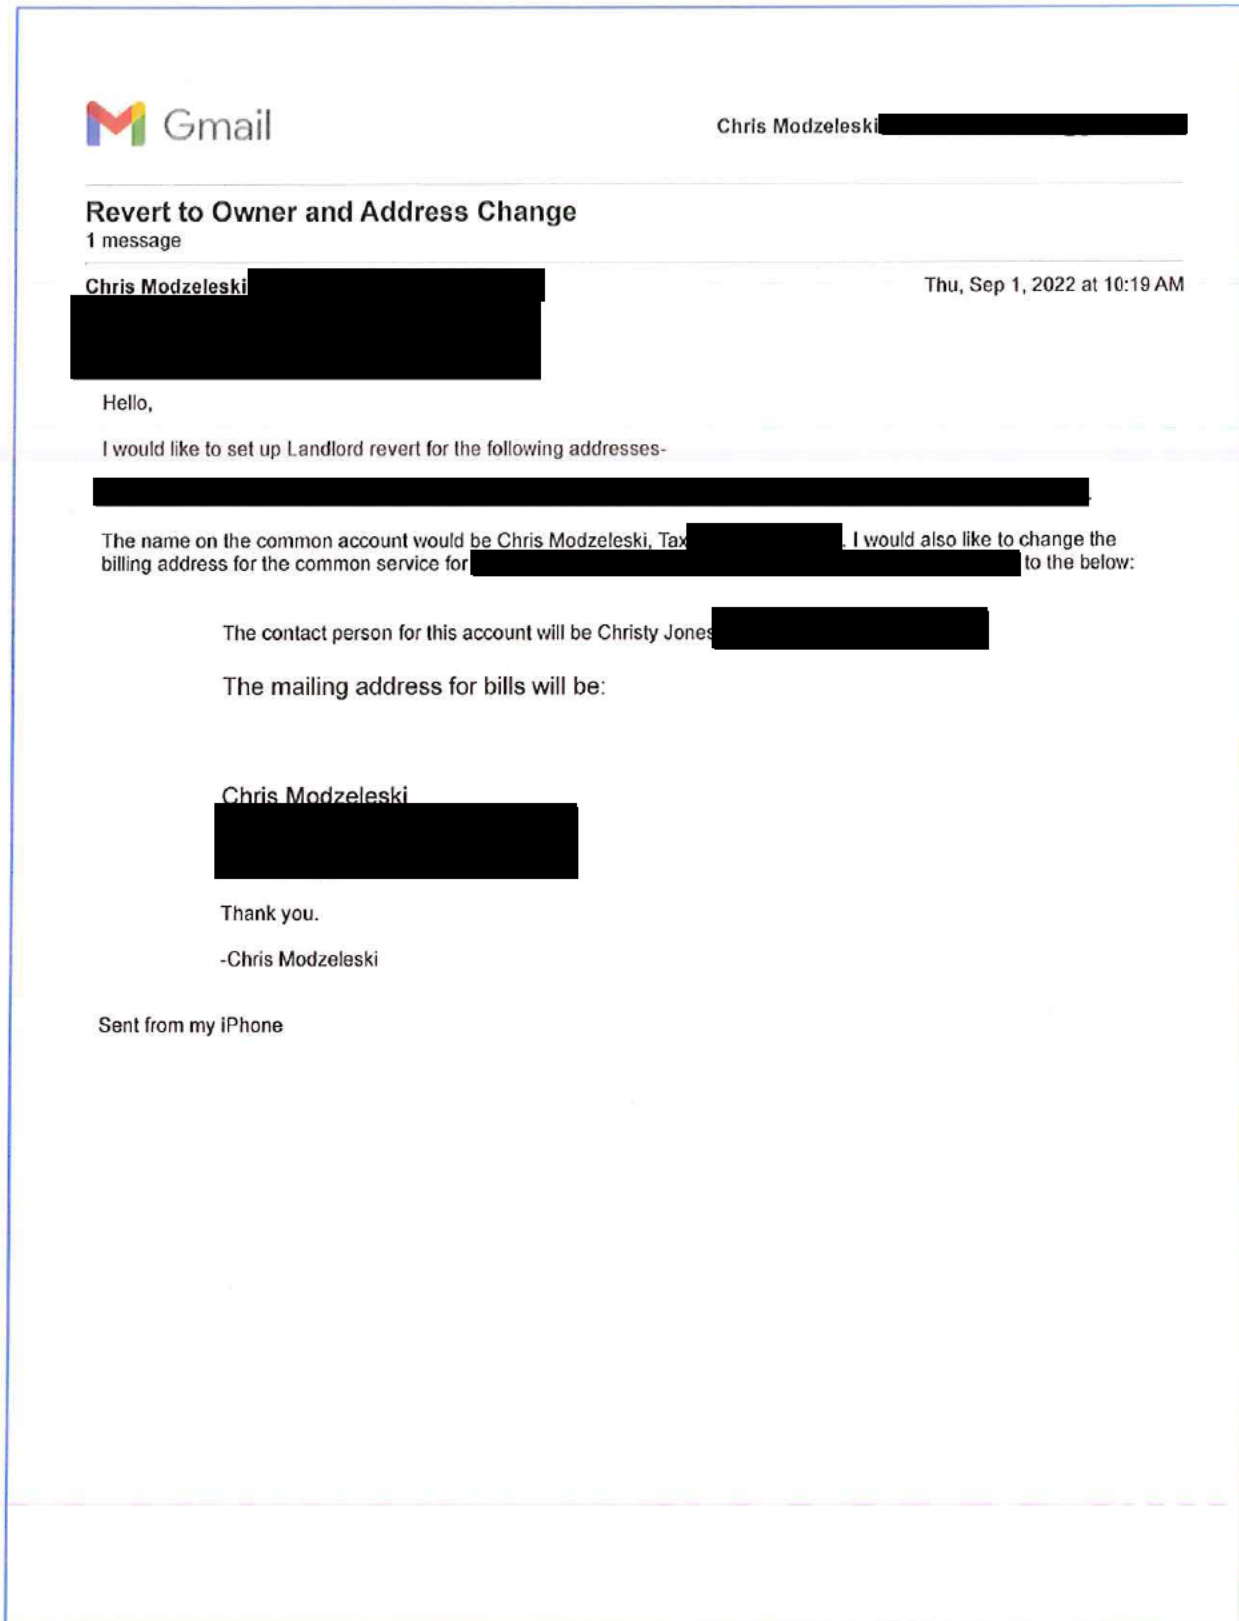 Gmail
Chris Modzeleski
Revert to Owner and Address Change
1 message
Chris Modzeleski
Thu, Sep 1, 2022 at 10:19 AM
Hello,
I would like to set up Landlord revert for the following addresses-
The name on the common account would be Chris Modzeleski, Tax . I would also like to change the
billing address for the common service for to the below:
The contact person for this account will be Christy Jones
The mailing address for bills will be:
Chris Modzeleski
Thank you.
-Chris Modzeleski
Sent from my iPhone